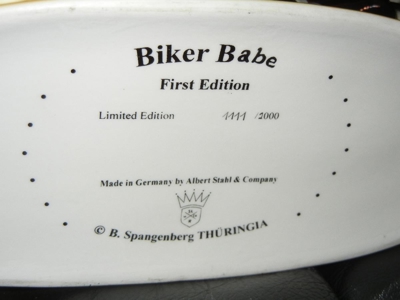 Biker Babe
First Edition
Limited Edition 1111 /2000
Made in Germany by Albert Stahl & Company
© B. Spangenberg THÜRINGIA